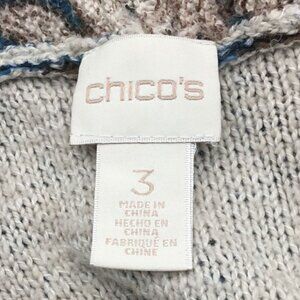 chico's
3
MADE IN
CHINA
HECHO EN
CHINA
FABRIQUÉ EN
CHINE